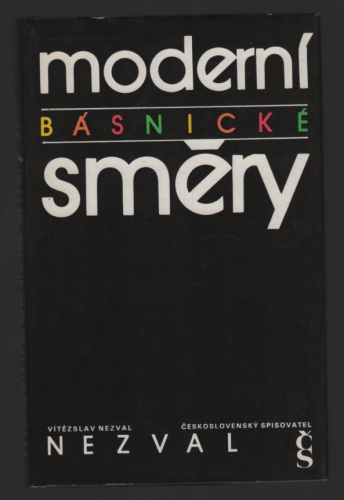 moderní
BÁSNICKÉ
směry
VÍTĚZSLAV NEZVAL
ČESKOSLOVENSKÝ SPISOVATEL
NEZVAL
ČS